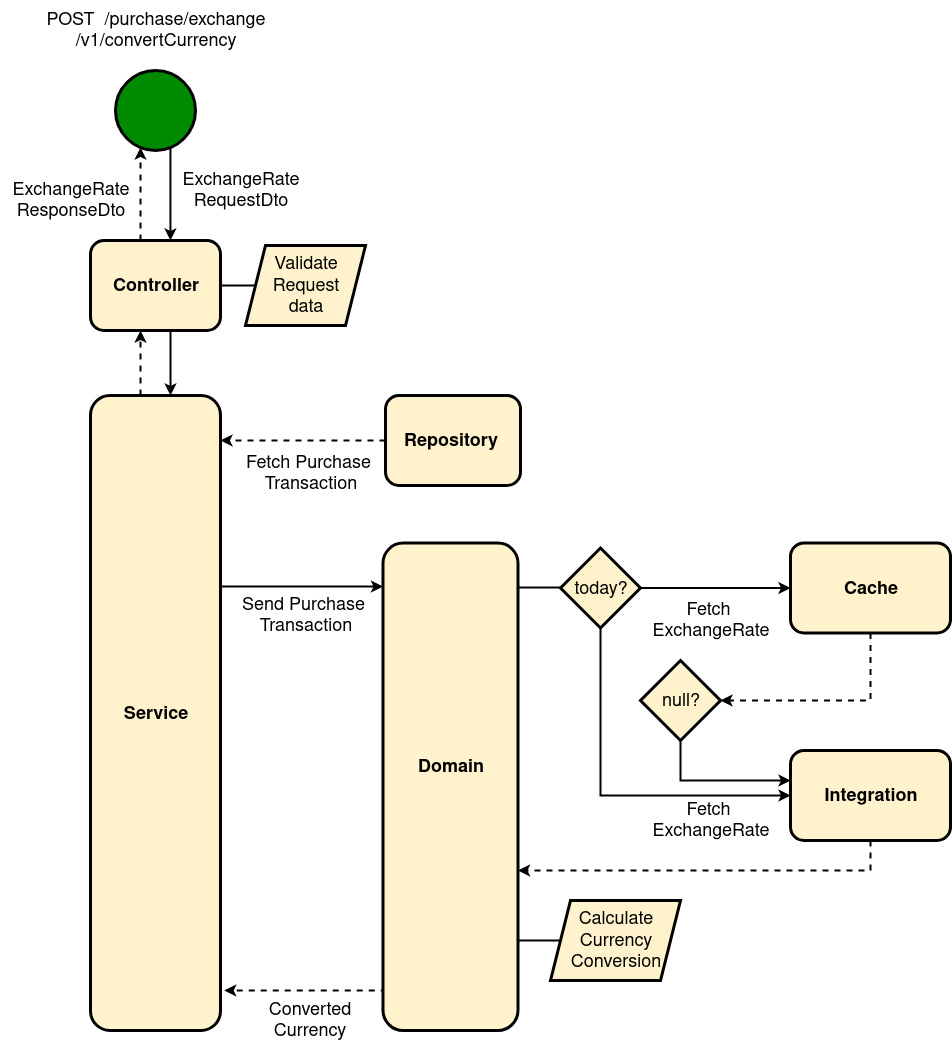 POST /purchase/exchange
/v1/convertCurrency
ExchangeRate
ResponseDto
ExchangeRate
RequestDto
Controller
Validate
Request
data
Repository
Fetch Purchase
Transaction
Send Purchase
Transaction
today?
Cache
Fetch
ExchangeRate
null?
Service
Domain
Integration
Fetch
ExchangeRate
Calculate
Currency
Conversion
Converted
Currency